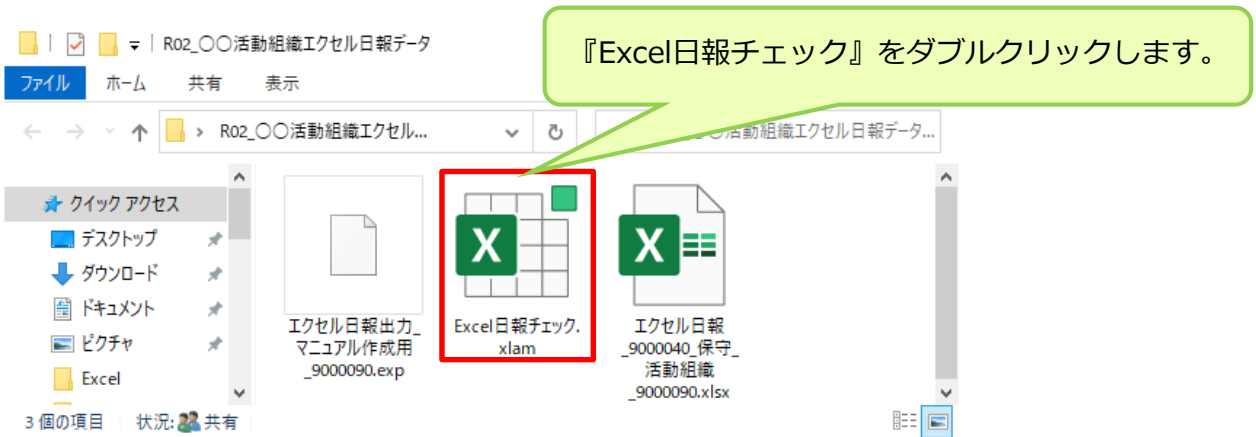 R02_〇〇活動組織エクセル日報データ
『Excel日報チェック』をダブルクリックします。
ファイル ホーム 共有 表示
R02_〇〇活動組織エクセル...
活動組織エクセル日報データ...
クイック アクセス
デスクトップ
ダウンロード
ドキュメント
ピクチャ
Excel
エクセル日報出力_
マニュアル作成用
_9000090.exp
Excel日報チェック.
xlam
エクセル日報
_9000040_保守_
活動組織
_9000090.xlsx
3 個の項目 状況: 共有